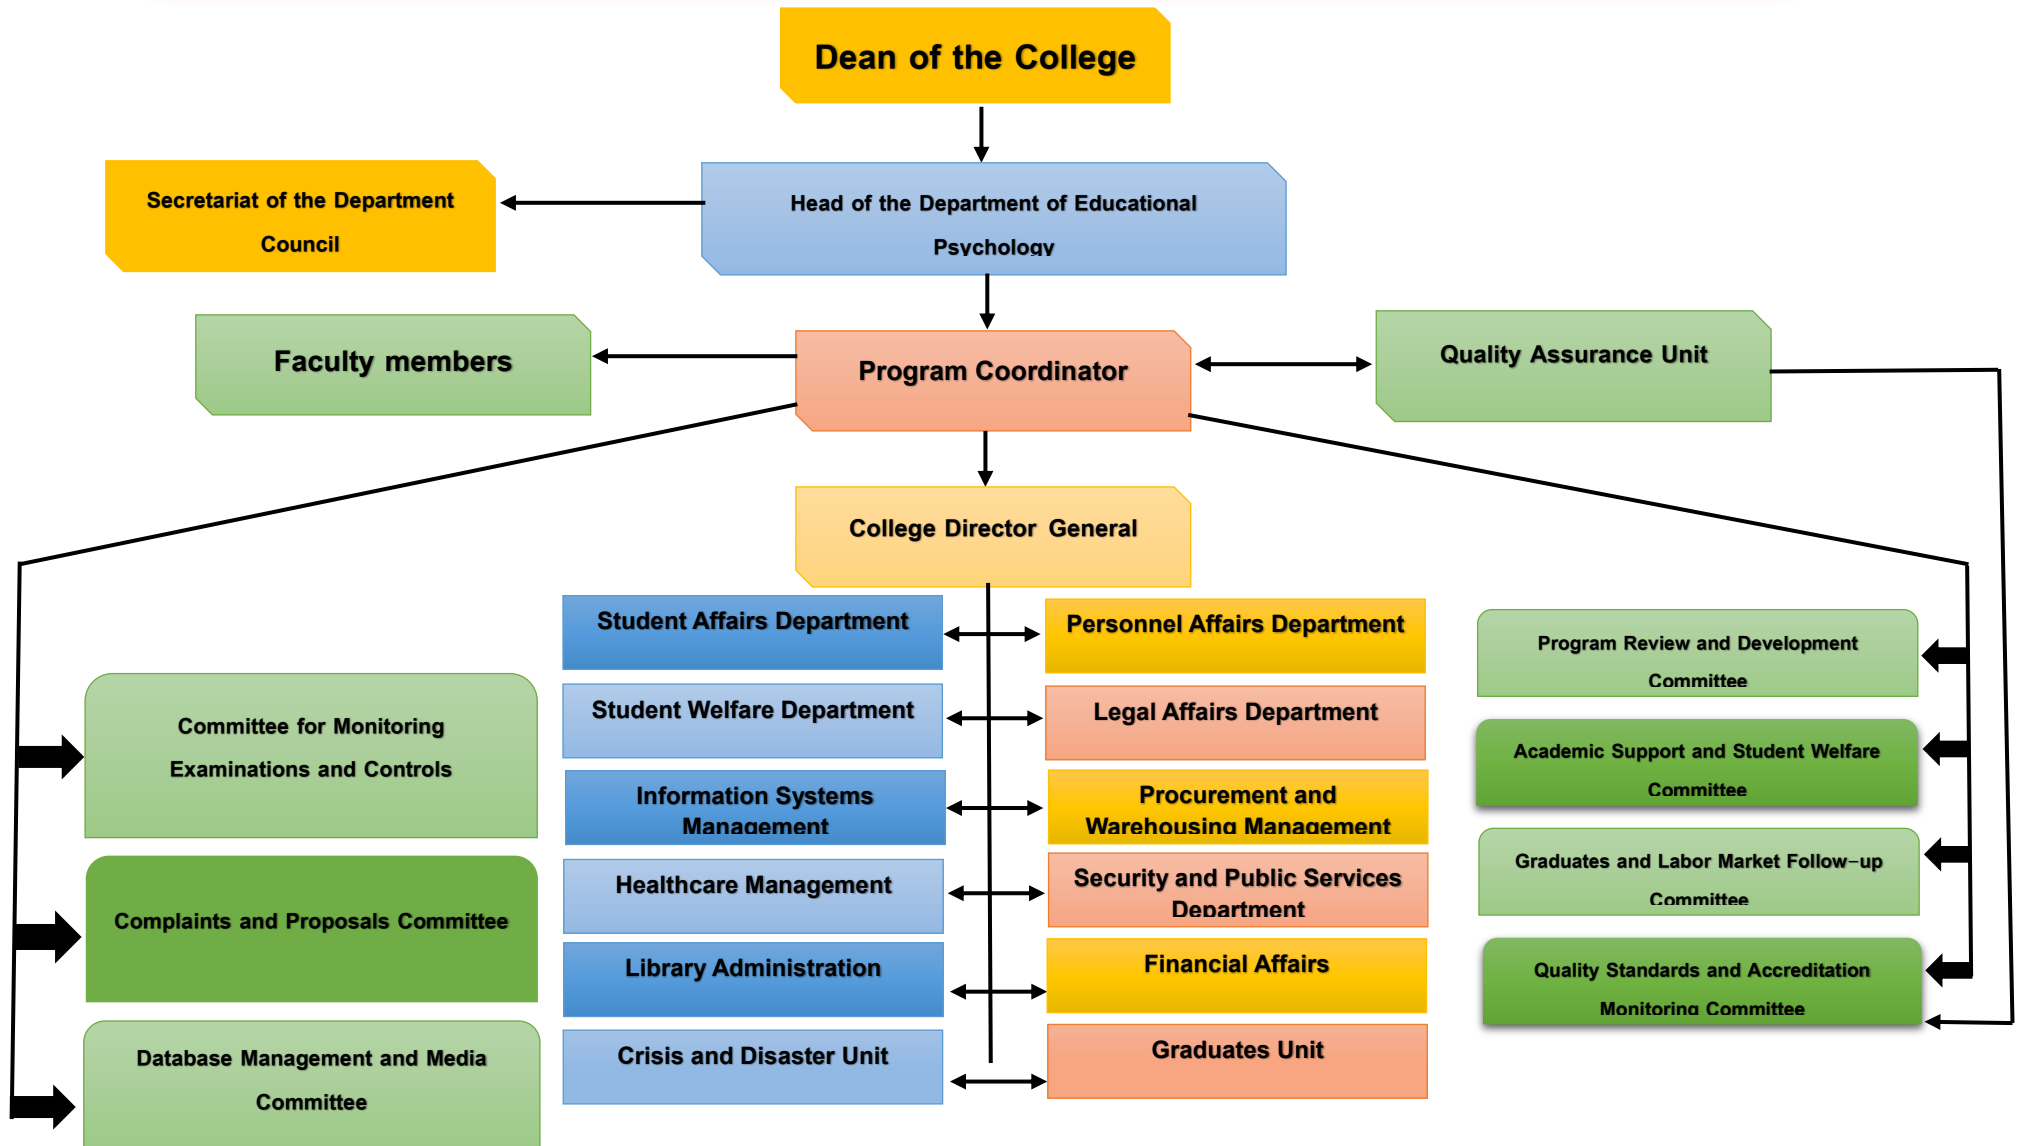 Dean of the College
Secretariat of the Department
Council
Head of the Department of Educational
Psychology
Faculty members
Program Coordinator
Quality Assurance Unit
College Director General
Student Affairs Department
Personnel Affairs Department
Student Welfare Department
Legal Affairs Department
Information Systems
Management
Procurement and
Warehousing Management
Healthcare Management
Security and Public Services
Department
Library Administration
Financial Affairs
Crisis and Disaster Unit
Graduates Unit
Committee for Monitoring
Examinations and Controls
Complaints and Proposals Committee
Database Management and Media
Committee
Program Review and Development
Committee
Academic Support and Student Welfare
Committee
Graduates and Labor Market Follow-up
Committee
Quality Standards and Accreditation
Monitoring Committee